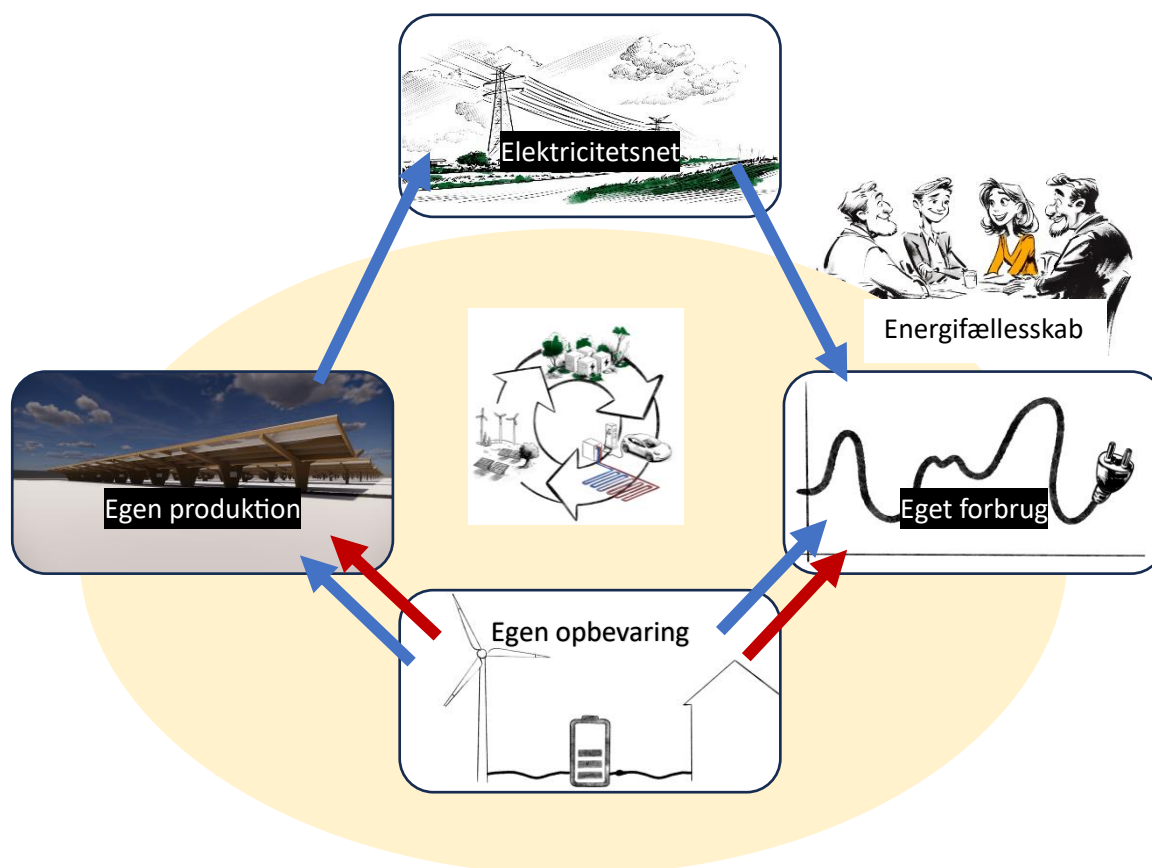 Elektricitetsnet
Energifællesskab
Egen produktion
Eget forbrug
Egen opbevaring